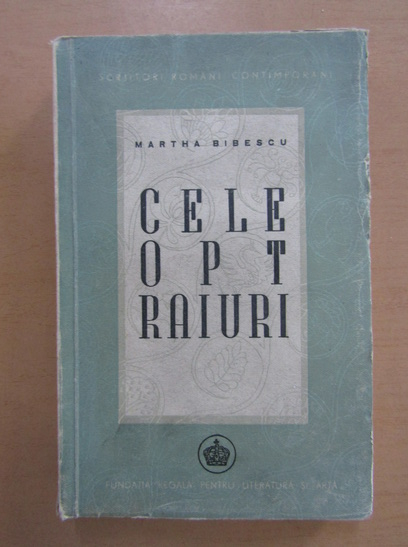 SCRIITORI ROMÂNI CONTIMPORANI
MARTHA BIBESCU
CELE
OPT
RAIURI
FUNDAȚIA REGALĂ PENTRU LITERATURĂ ȘI ARTĂ